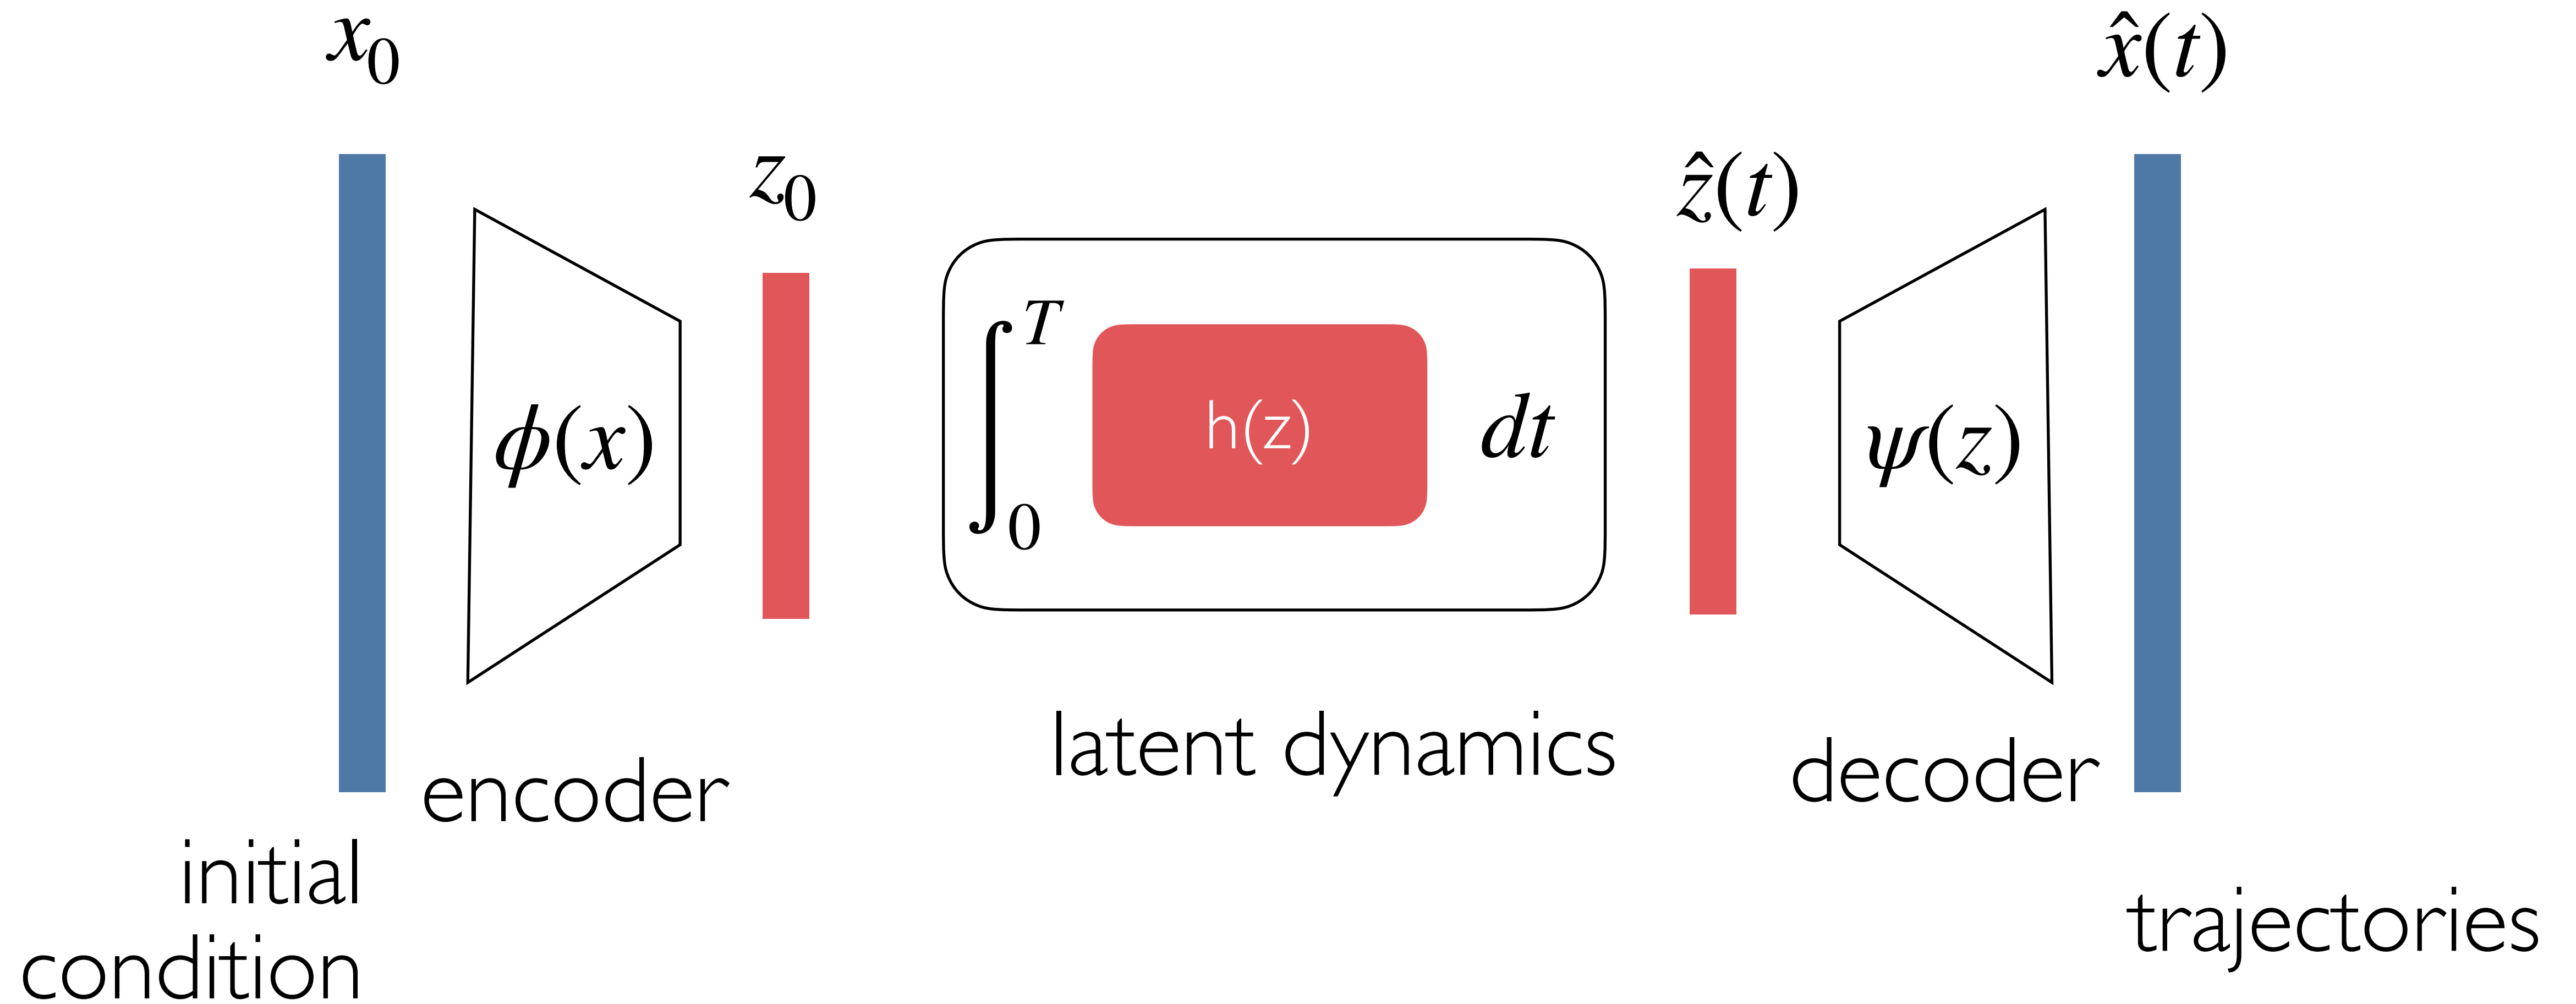 x₀
z₀
ẑ(t)
x̂(t)
ϕ(x)
∫₀ᵀ h(z) dt
ψ(z)
latent dynamics
encoder
decoder
initial
condition
trajectories